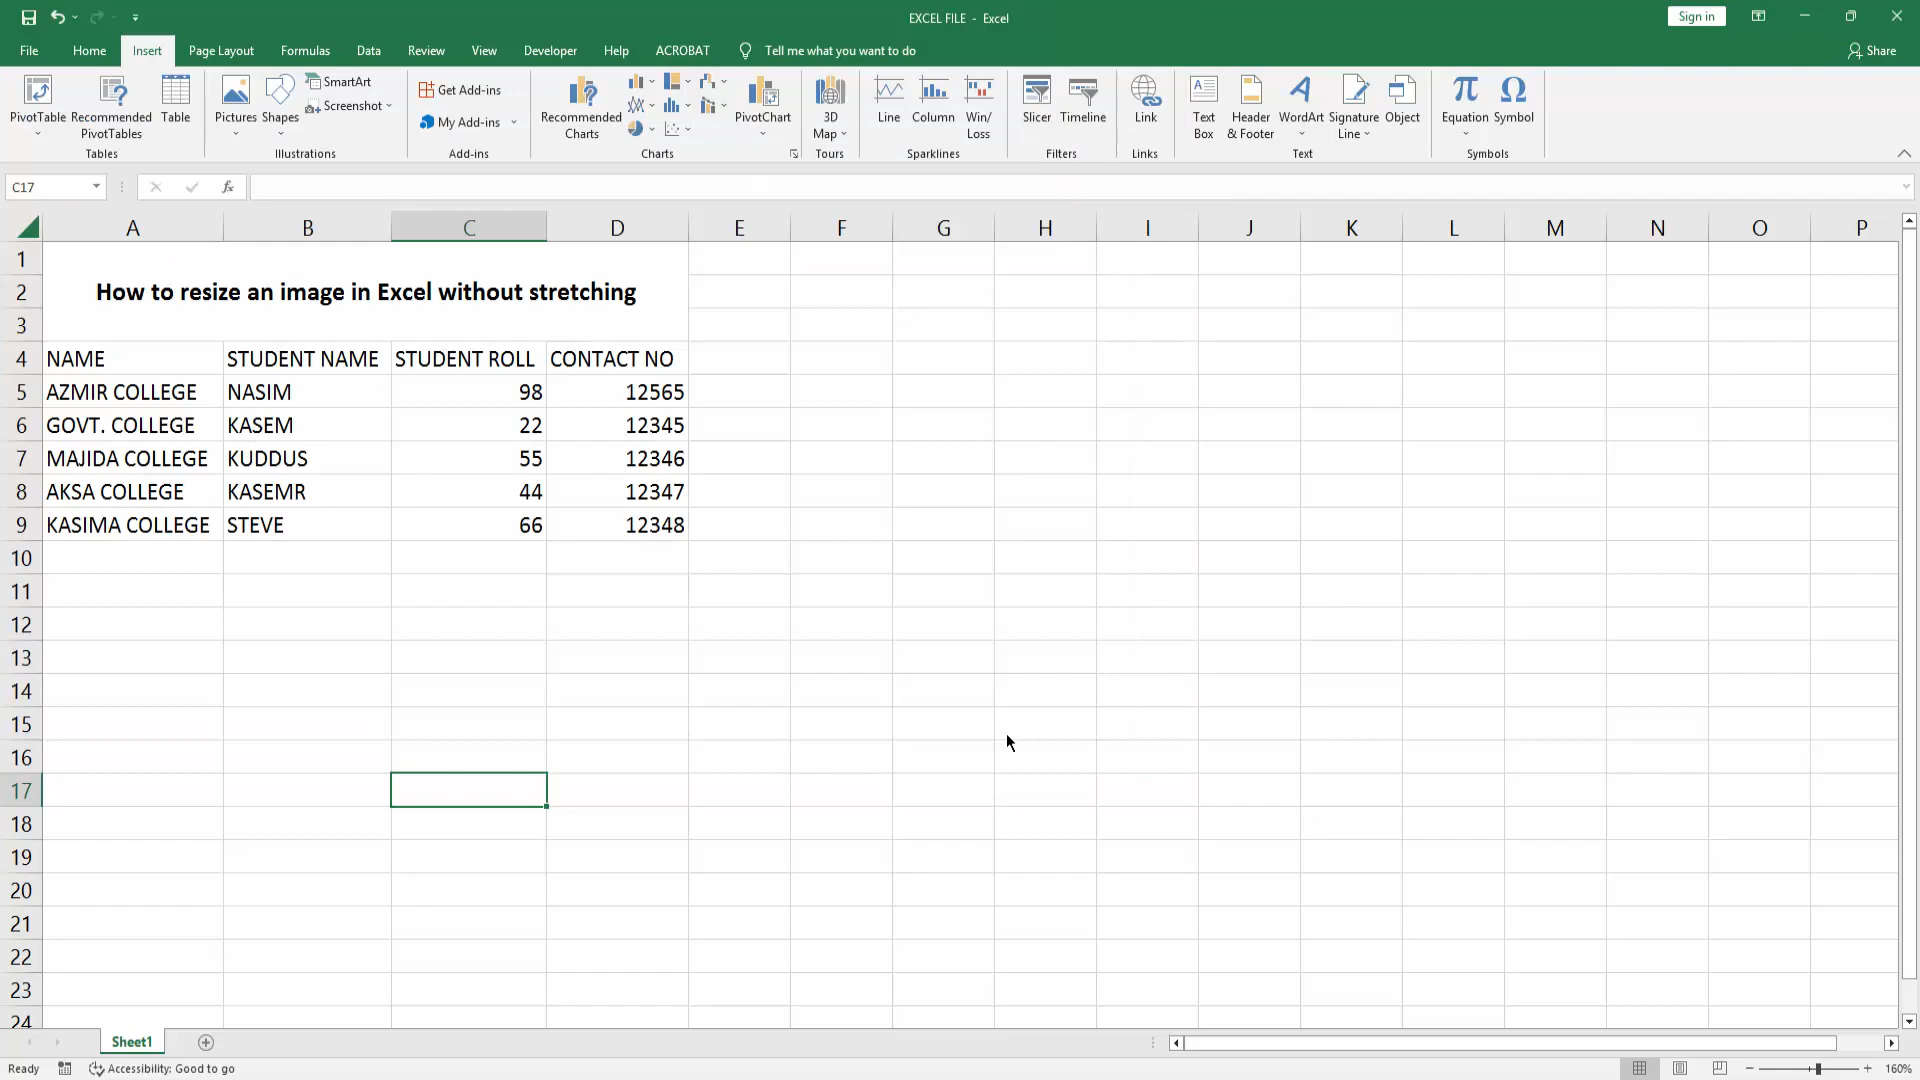 EXCEL FILE - Excel
Sign in
File Home Insert Page Layout Formulas Data Review View Developer Help ACROBAT Tell me what you want to do Share
PivotTable Recommended PivotTables Table
Tables
Pictures Shapes SmartArt Screenshot
Illustrations
Get Add-ins
My Add-ins
Add-ins
Recommended Charts PivotChart
Charts
3D Map
Tours
Line Column Win/Loss
Sparklines
Slicer Timeline
Filters
Link
Links
Text Box Header & Footer WordArt Signature Line Object
Text
Equation Symbol
Symbols
C17 fx
A B C D E F G H I J K L M N O P
1
2 How to resize an image in Excel without stretching
3
4 NAME STUDENT NAME STUDENT ROLL CONTACT NO
5 AZMIR COLLEGE NASIM 98 12565
6 GOVT. COLLEGE KASEM 22 12345
7 MAJIDA COLLEGE KUDDUS 55 12346
8 AKSA COLLEGE KASEMR 44 12347
9 KASIMA COLLEGE STEVE 66 12348
10
11
12
13
14
15
16
17
18
19
20
21
22
23
24
Sheet1
Ready Accessibility: Good to go 160%